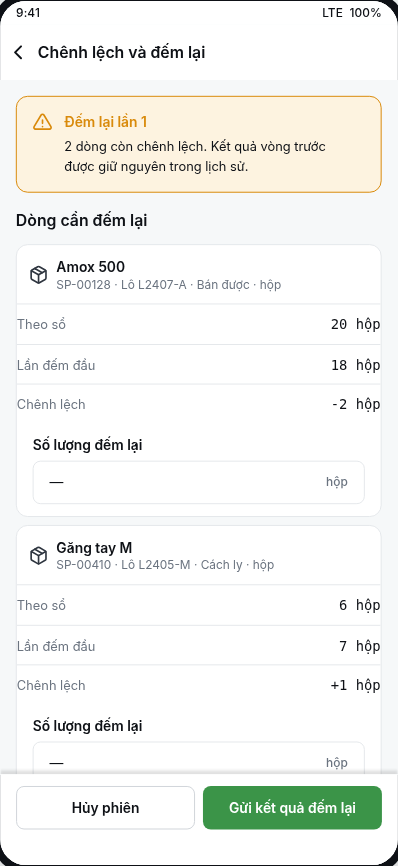 9:41
LTE 100%
Chênh lệch và đếm lại
Đếm lại lần 1
2 dòng còn chênh lệch. Kết quả vòng trước
được giữ nguyên trong lịch sử.
Dòng cần đếm lại
Amox 500
SP-00128 · Lô L2407-A · Bán được · hộp
Theo sổ
20 hộp
Lần đếm đầu
18 hộp
Chênh lệch
-2 hộp
Số lượng đếm lại
—
hộp
Găng tay M
SP-00410 · Lô L2405-M · Cách ly · hộp
Theo sổ
6 hộp
Lần đếm đầu
7 hộp
Chênh lệch
+1 hộp
Số lượng đếm lại
—
hộp
Hủy phiên
Gửi kết quả đếm lại